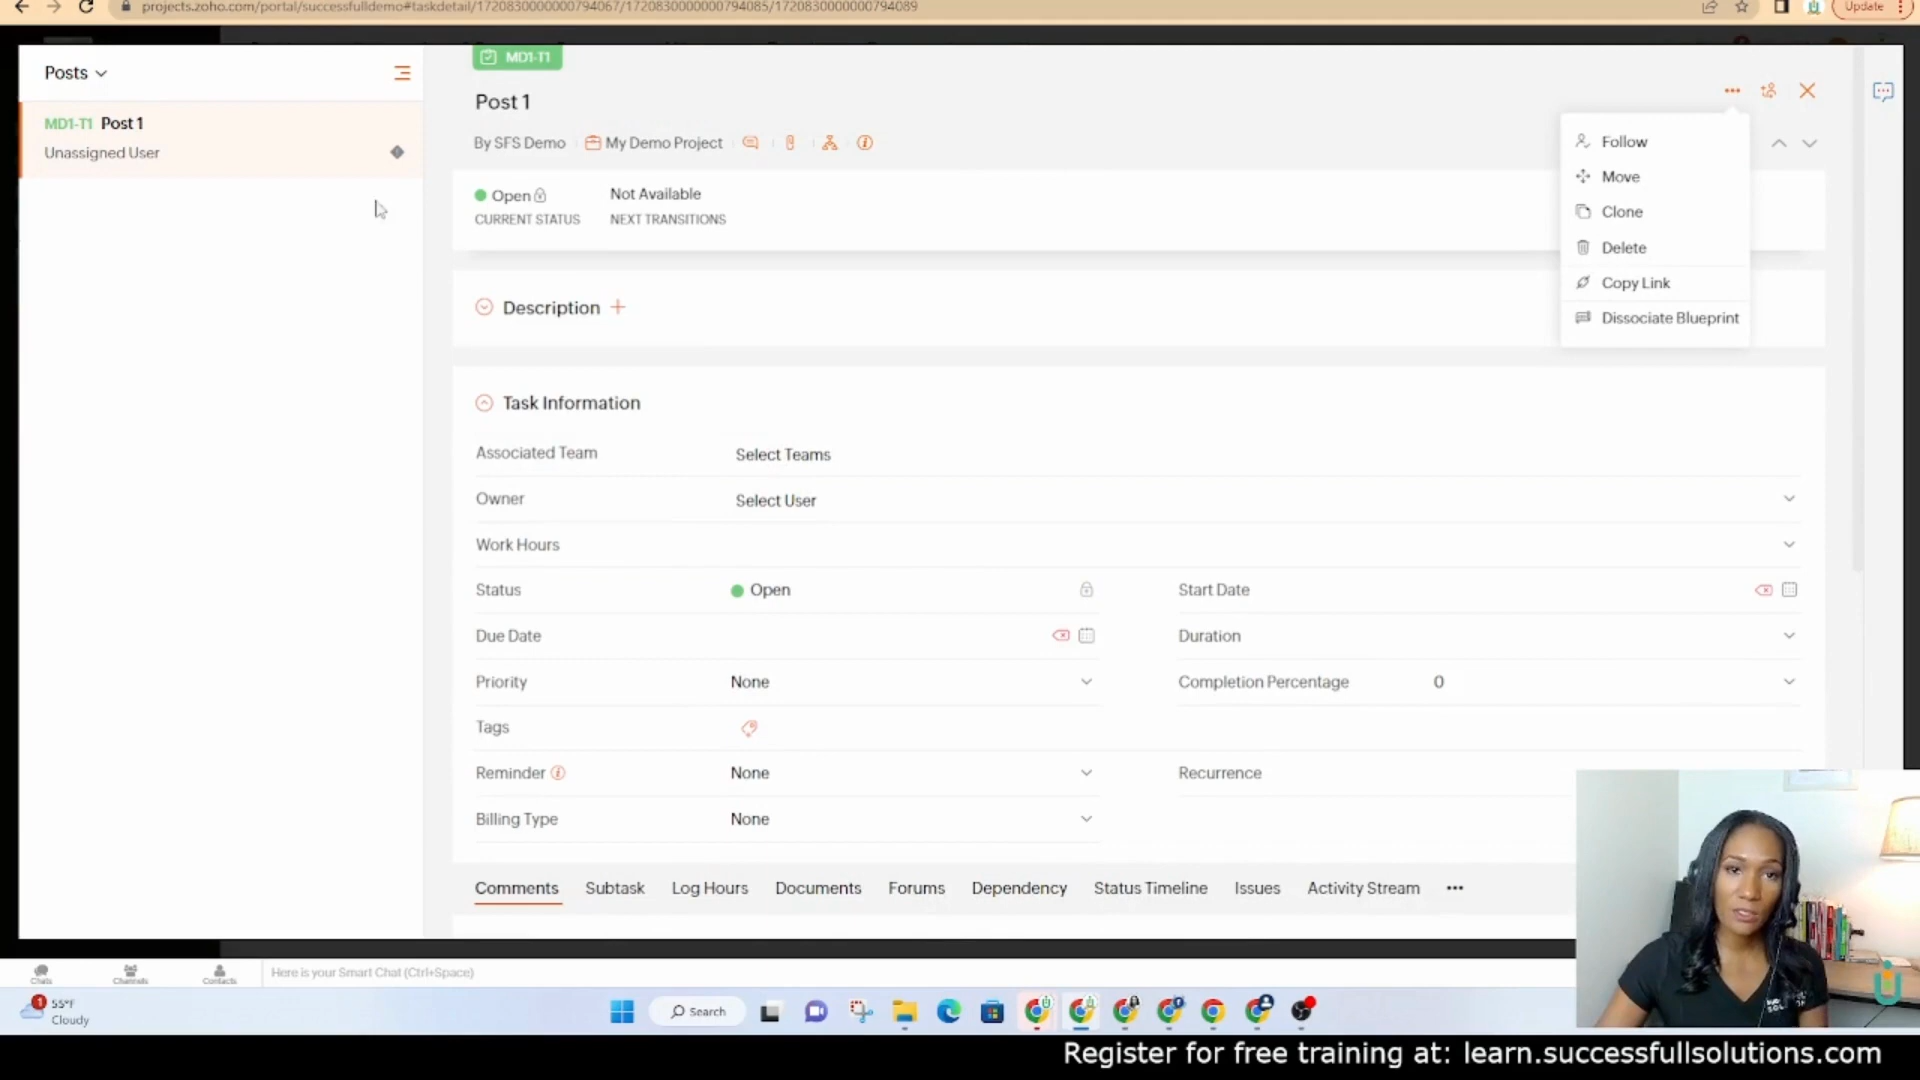 projects.zoho.com/portal/successfulldemo#taskdetail/1720830000000794067/1720830000000794085/1720830000000794089
Update
Posts
MD1-T1 Post 1
Unassigned User
MD1-T1
Post 1
By SFS Demo My Demo Project
Open Not Available
CURRENT STATUS NEXT TRANSITIONS
Follow
Move
Clone
Delete
Copy Link
Dissociate Blueprint
Description
Task Information
Associated Team Select Teams
Owner Select User
Work Hours
Status Open Start Date
Due Date Duration
Priority None Completion Percentage 0
Tags
Reminder None Recurrence
Billing Type None
Comments Subtask Log Hours Documents Forums Dependency Status Timeline Issues Activity Stream
Chats Channels Contacts Here is your Smart Chat (Ctrl+Space)
1 55°F
Cloudy
Search
Register for free training at: learn.successfullsolutions.com